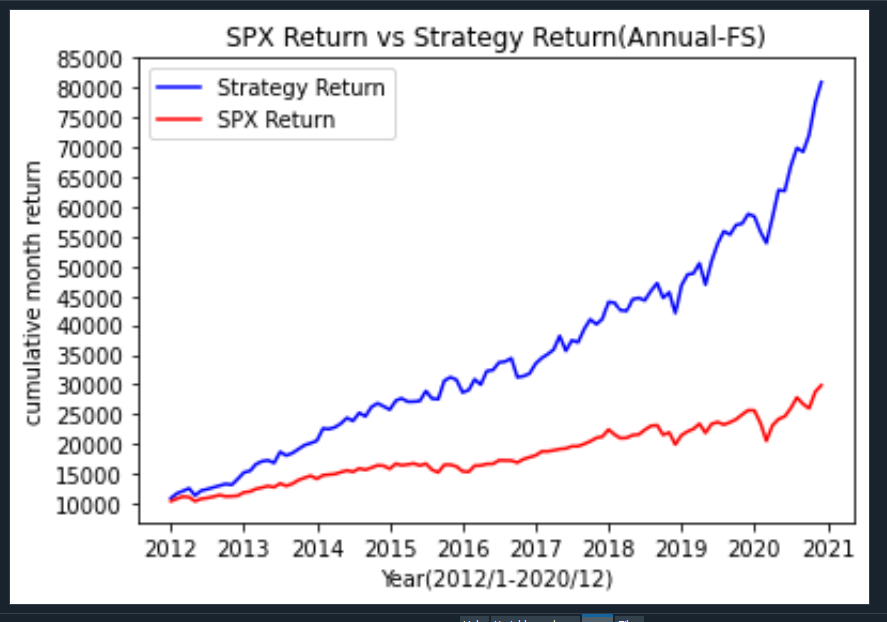 SPX Return vs Strategy Return(Annual-FS)
Strategy Return
SPX Return
cumulative month return
85000
80000
75000
70000
65000
60000
55000
50000
45000
40000
35000
30000
25000
20000
15000
10000
2012 2013 2014 2015 2016 2017 2018 2019 2020 2021
Year(2012/1-2020/12)